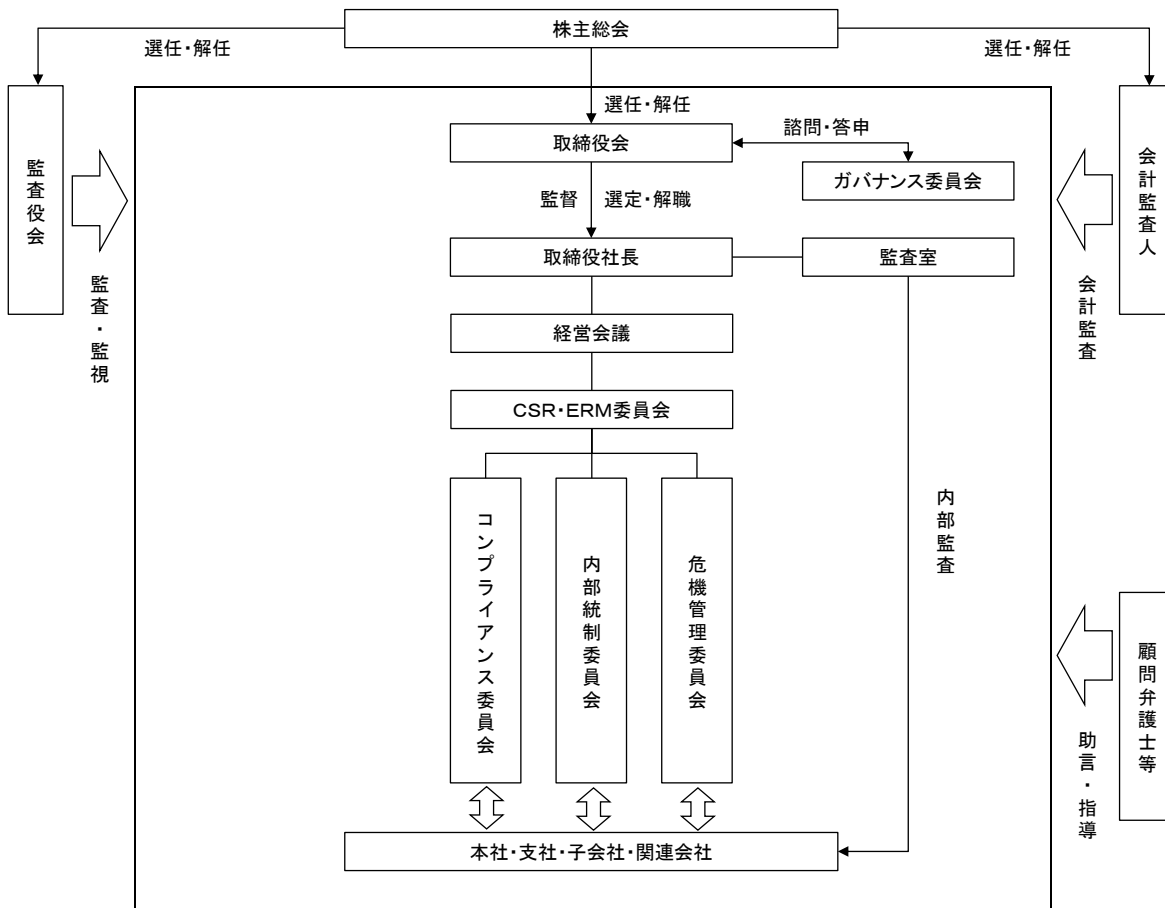 株主総会
選任・解任
選任・解任
選任・解任
取締役会
諮問・答申
ガバナンス委員会
監査役会
監査・監視
会計監査人
会計監査
監督
選定・解職
取締役社長
監査室
経営会議
CSR・ERM委員会
コンプライアンス委員会
内部統制委員会
危機管理委員会
内部監査
顧問弁護士等
助言・指導
本社・支社・子会社・関連会社